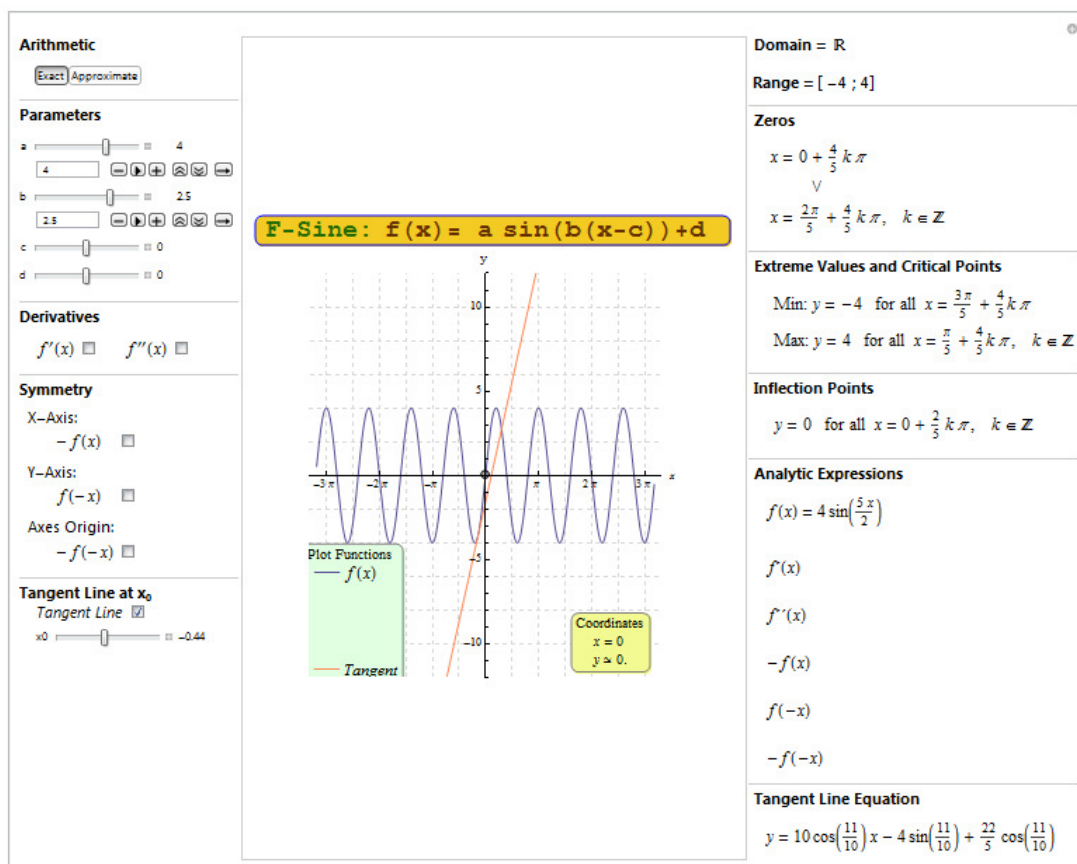 Arithmetic
Exact Approximate
Parameters
a 4
4
b 2.5
2.5
c 0
d 0
Derivatives
f'(x) f''(x)
Symmetry
X–Axis:
− f(x)
Y–Axis:
f(−x)
Axes Origin:
− f(−x)
Tangent Line at x₀
Tangent Line
x0 −0.44
F-Sine: f(x)= a sin(b(x-c))+d
y
10
5
−3π −2π −π π 2π 3π x
−5
−10
Plot Functions
f(x)
Tangent
Coordinates
x = 0
y ≃ 0.
Domain = ℝ
Range = [ −4 ; 4]
Zeros
x = 0 + 4/5 k π
∨
x = 2π/5 + 4/5 k π, k ∈ ℤ
Extreme Values and Critical Points
Min: y = −4 for all x = 3π/5 + 4/5 k π
Max: y = 4 for all x = π/5 + 4/5 k π, k ∈ ℤ
Inflection Points
y = 0 for all x = 0 + 2/5 k π, k ∈ ℤ
Analytic Expressions
f(x) = 4 sin(5x/2)
f'(x)
f''(x)
−f(x)
f(−x)
−f(−x)
Tangent Line Equation
y = 10 cos(11/10) x − 4 sin(11/10) + 22/5 cos(11/10)